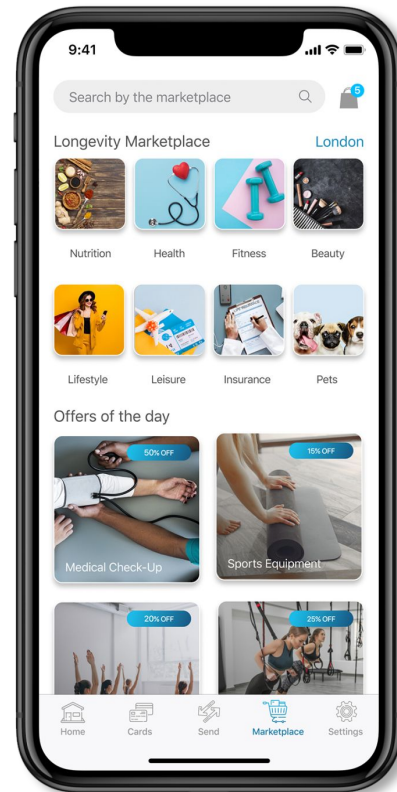 9:41
Search by the marketplace
5
Longevity Marketplace
London
Nutrition
Health
Fitness
Beauty
Lifestyle
Leisure
Insurance
Pets
Offers of the day
50% OFF
15% OFF
Medical Check-Up
Sports Equipment
20% OFF
25% OFF
Home
Cards
Send
Marketplace
Settings